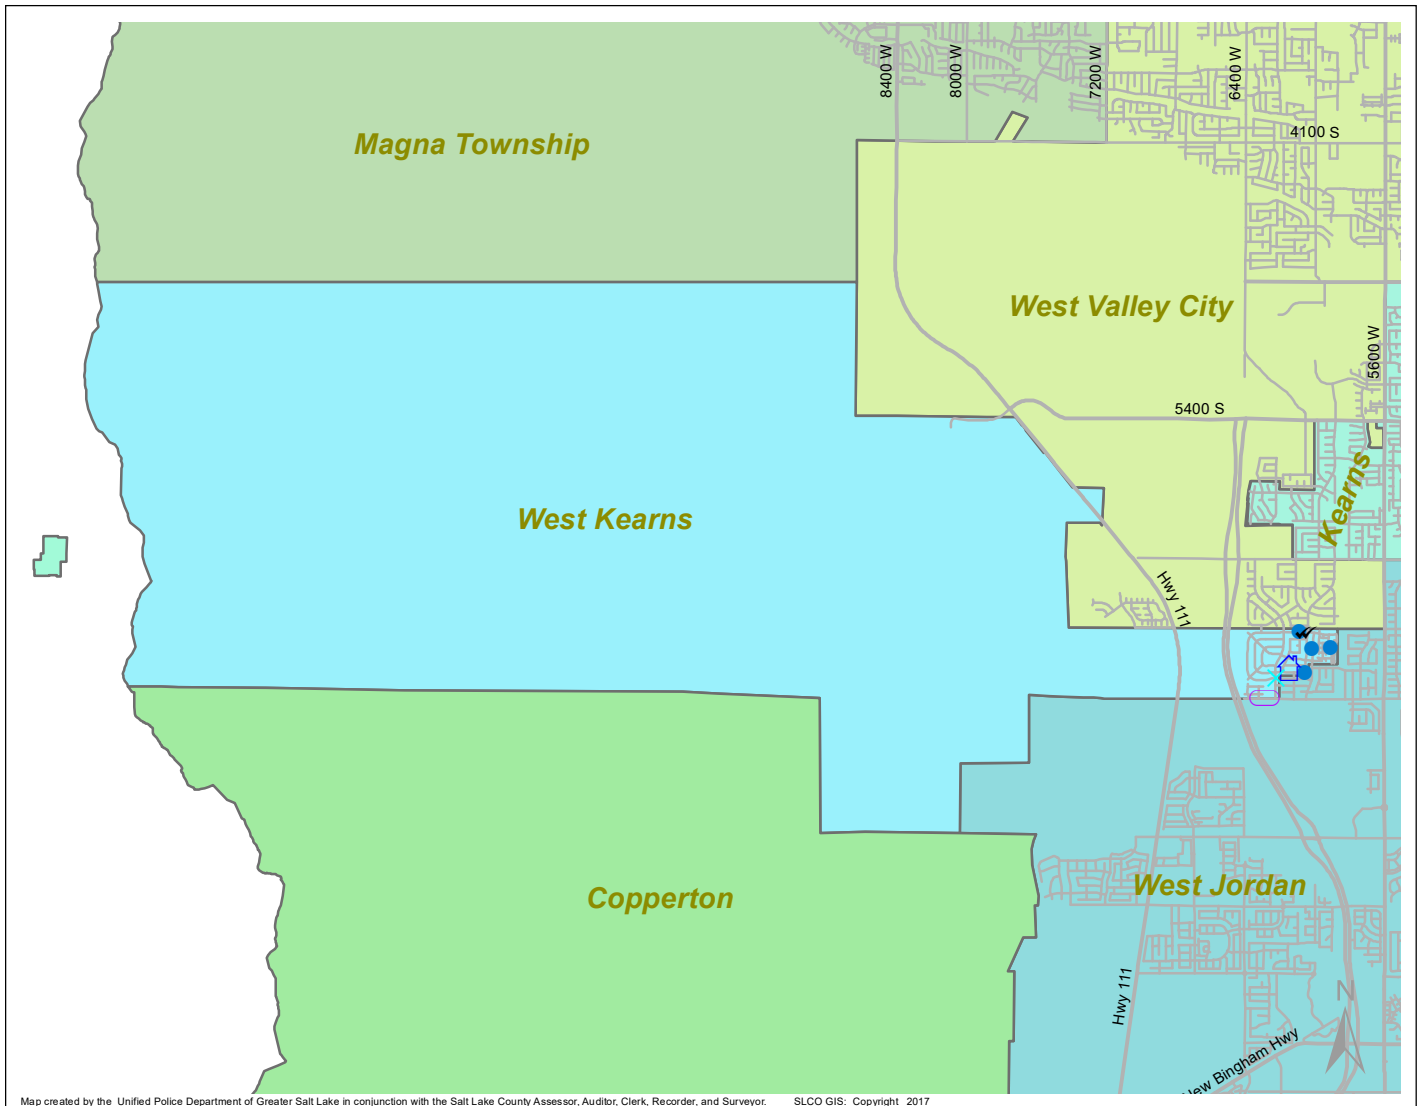 8400 W
8000 W
7200 W
6400 W
4100 S
Magna Township
West Valley City
5600 W
5400 S
Kearns
West Kearns
Hwy 111
Copperton
West Jordan
Hwy 111
N
New Bingham Hwy
Map created by the Unified Police Department of Greater Salt Lake in conjunction with the Salt Lake County Assessor, Auditor, Clerk, Recorder, and Surveyor. SLCO GIS: Copyright 2017